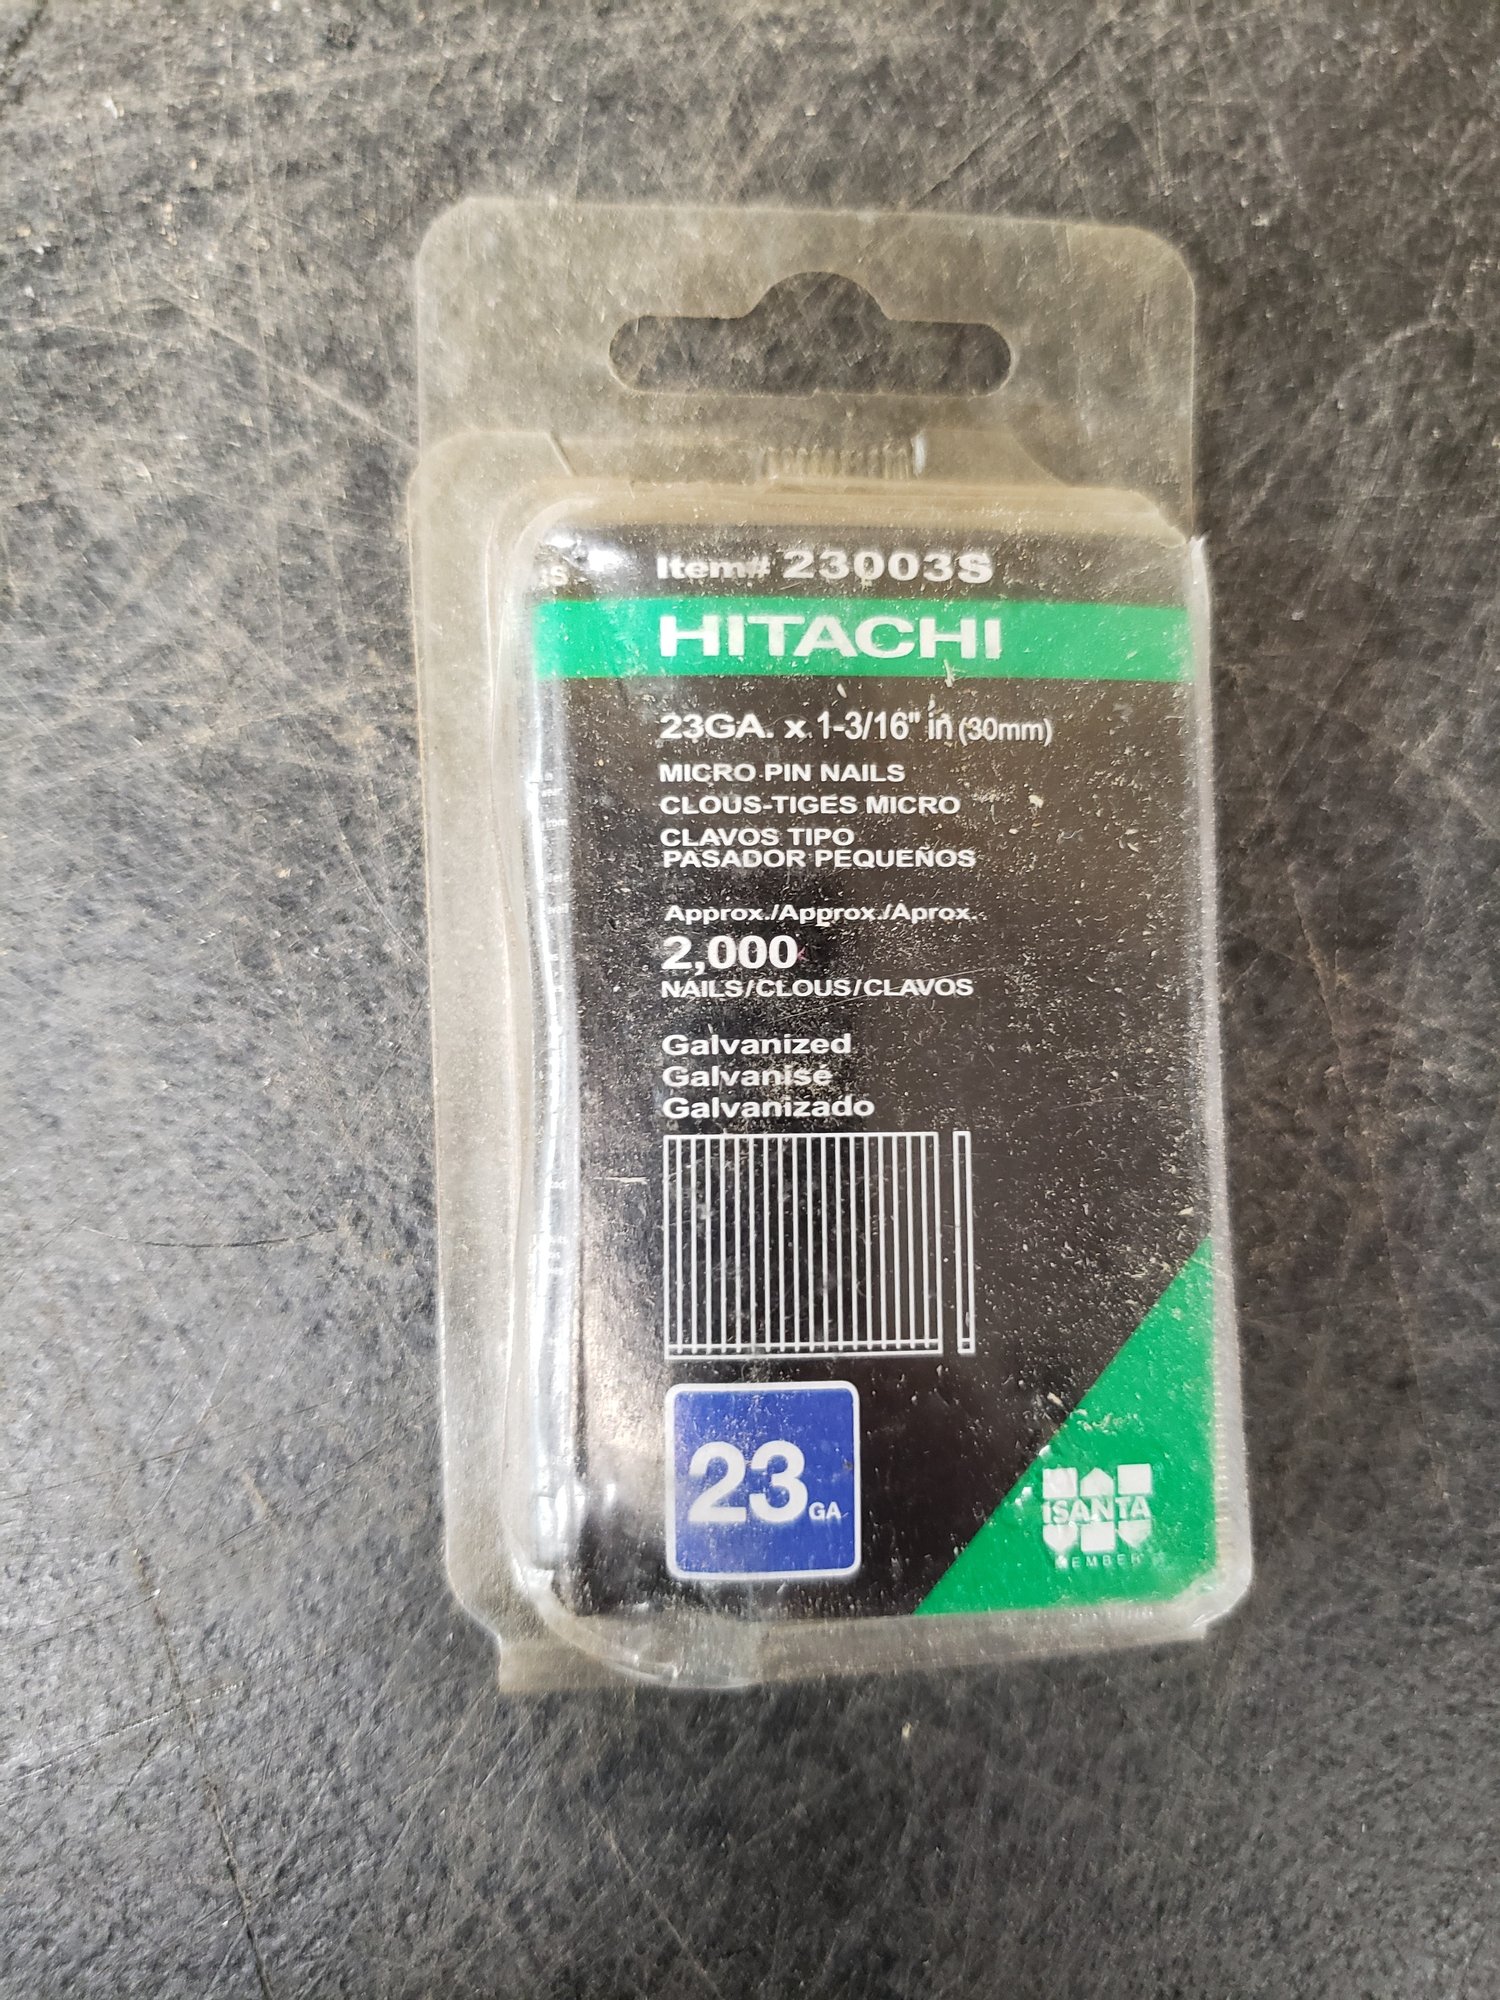 Item# 23003S
HITACHI
23GA. x 1-3/16" in (30mm)
MICRO PIN NAILS
CLOUS-TIGES MICRO
CLAVOS TIPO
PASADOR PEQUEÑOS
Approx./Approx./Aprox.
2,000
NAILS/CLOUS/CLAVOS
Galvanized
Galvanisé
Galvanizado
23 GA
ISANTA
MEMBER